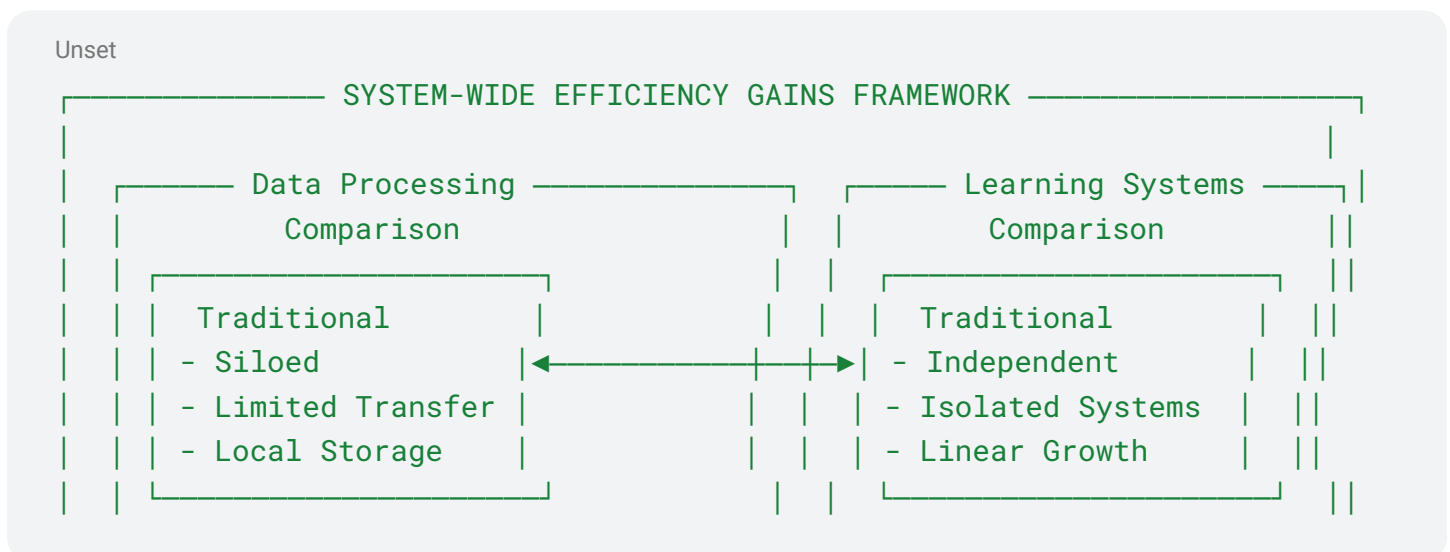 Unset
SYSTEM-WIDE EFFICIENCY GAINS FRAMEWORK
Data Processing Learning Systems
Comparison Comparison
Traditional Traditional
- Siloed - Independent
- Limited Transfer - Isolated Systems
- Local Storage - Linear Growth